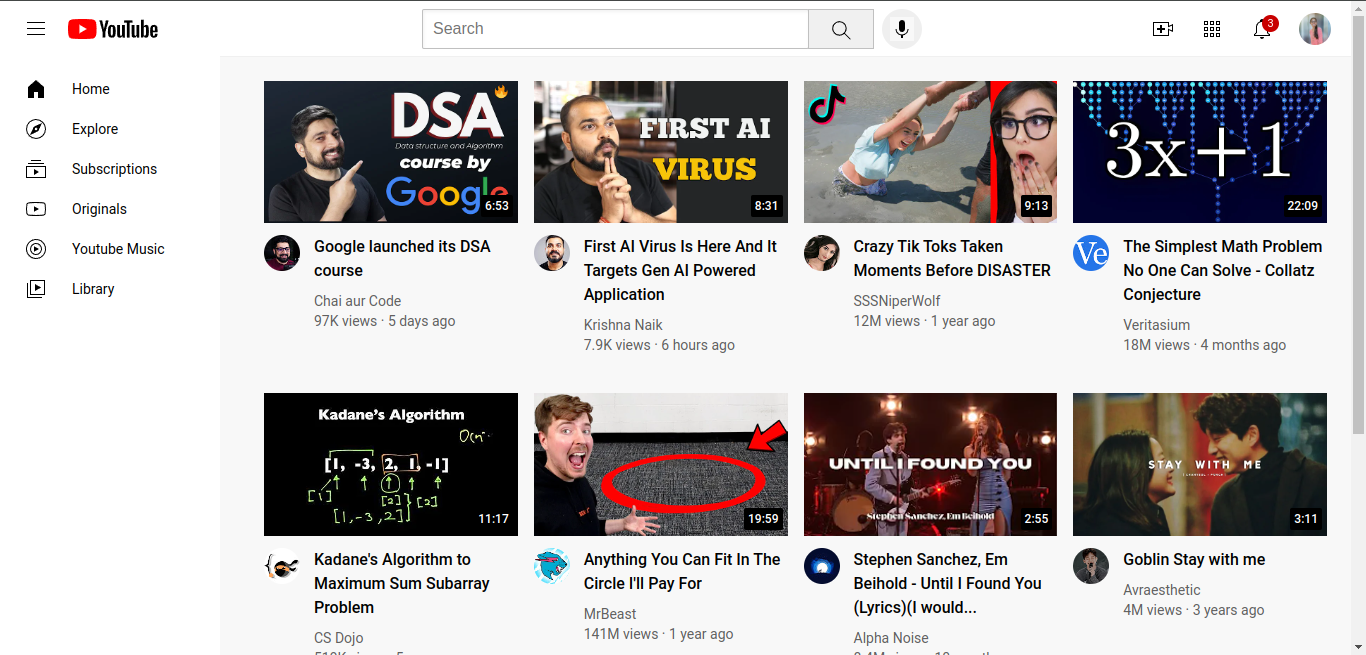 YouTube
Search
3
Home
Explore
Subscriptions
Originals
Youtube Music
Library
DSA
Data structure and Algorithm
course by
Google
6:53
FIRST AI
VIRUS
8:31
9:13
3x+1
22:09
Google launched its DSA
course
Chai aur Code
97K views · 5 days ago
First AI Virus Is Here And It
Targets Gen AI Powered
Application
Krishna Naik
7.9K views · 6 hours ago
Crazy Tik Toks Taken
Moments Before DISASTER
SSSNiperWolf
12M views · 1 year ago
Ve
The Simplest Math Problem
No One Can Solve - Collatz
Conjecture
Veritasium
18M views · 4 months ago
Kadane's Algorithm
O(n
[1, -3, 2, 1, -1]
[1]
[2]
[2]
[1,-3,2]
11:17
19:59
UNTIL I FOUND YOU
Stephen Sanchez, Em Beihold
2:55
STAY WITH ME
3:11
Kadane's Algorithm to
Maximum Sum Subarray
Problem
CS Dojo
Anything You Can Fit In The
Circle I'll Pay For
MrBeast
141M views · 1 year ago
Stephen Sanchez, Em
Beihold - Until I Found You
(Lyrics)(I would...
Alpha Noise
Goblin Stay with me
Avraesthetic
4M views · 3 years ago